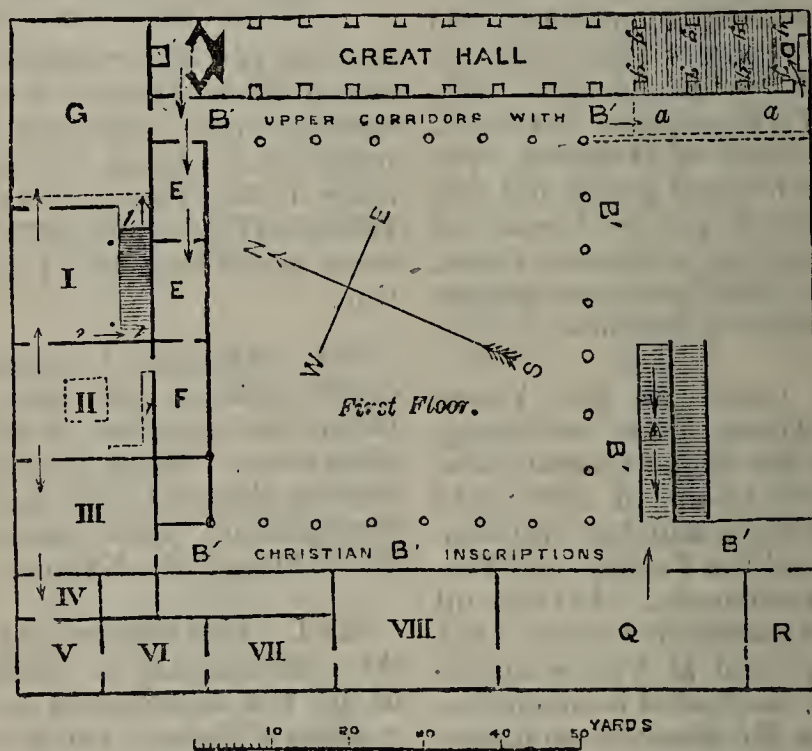 GREAT HALL
G
B' UPPER CORRIDORS WITH B' a a
E
B'
I
E
N
E
W
S
II
F
First Floor.
B'
III
B' CHRISTIAN B' INSCRIPTIONS B'
IV
V VI VII VIII Q R
10 20 30 40 50 YARDS